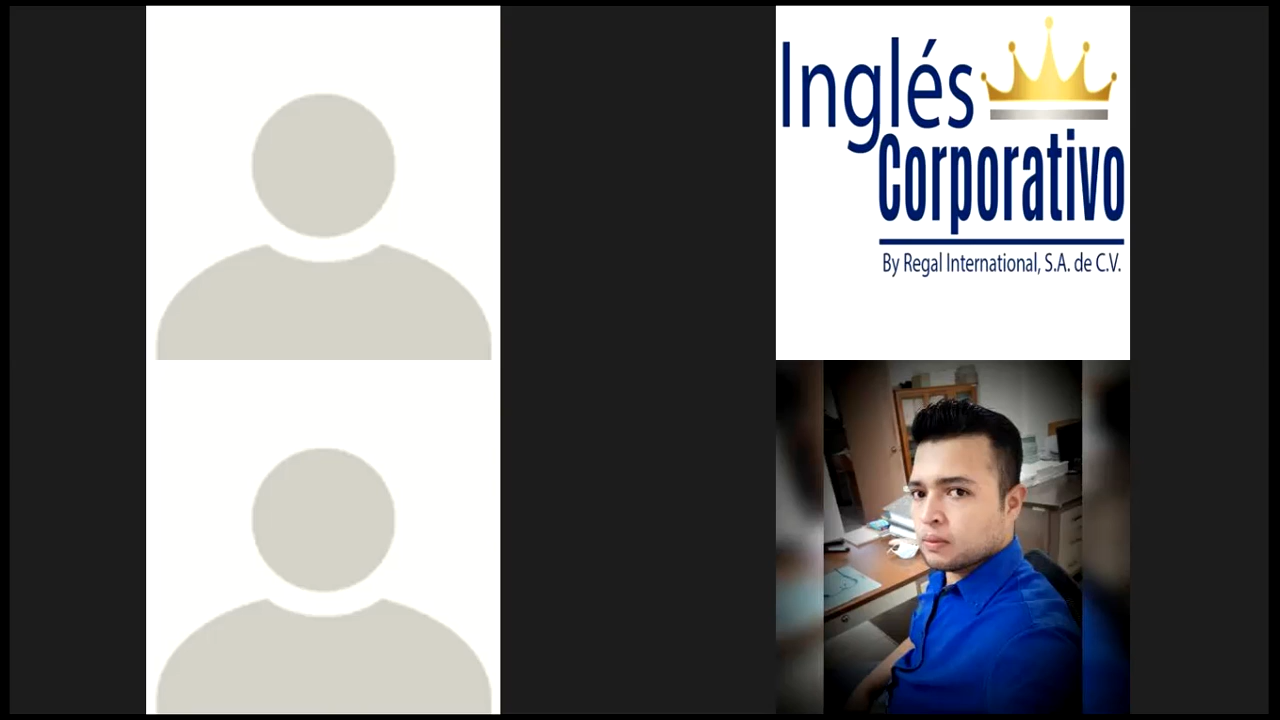 Inglés
Corporativo
By Regal International, S.A. de C.V.